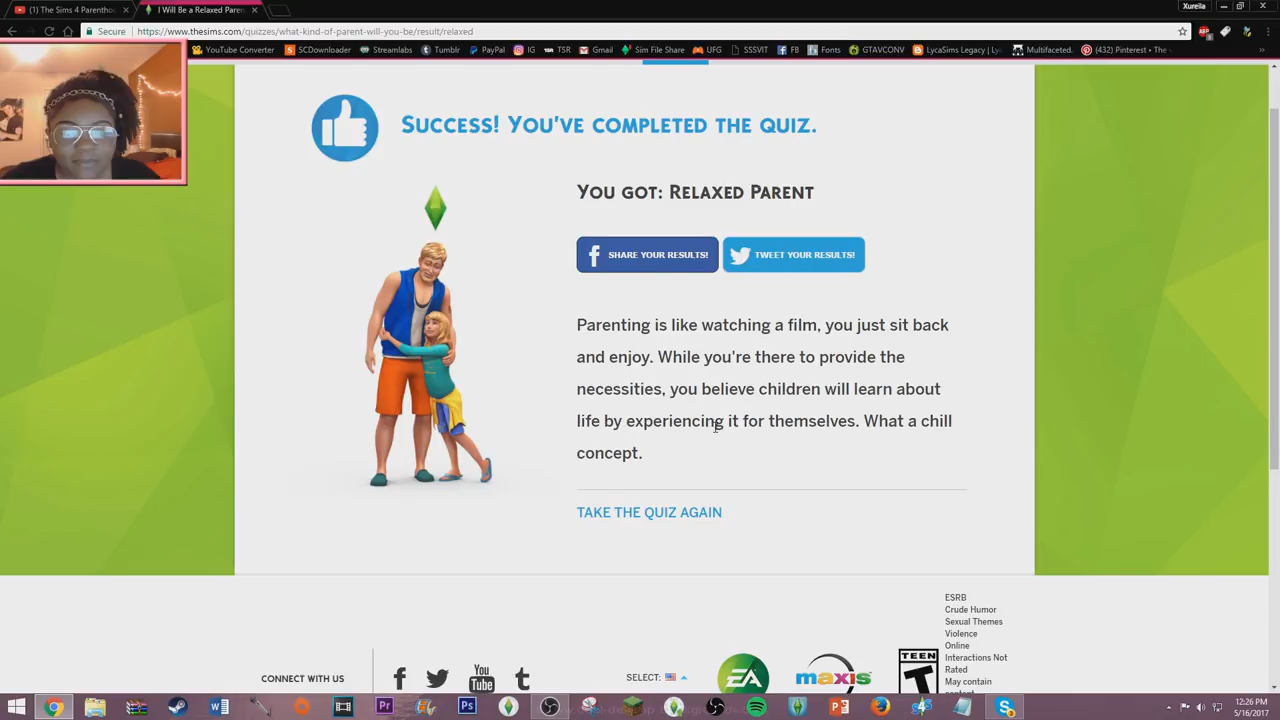 (1) The Sims 4 Parenthoo
I Will Be a Relaxed Paren
Xureila
Secure
https://www.thesims.com/quizzes/what-kind-of-parent-will-you-be/result/relaxed
YouTube Converter SCDownloader Streamlabs Tumblr PayPal IG TSR Gmail Sim File Share UFG SSSVIT FB Fonts GTAVCONV LycaSims Legacy | Ly Multifaceted. (432) Pinterest • The
Success! You've completed the quiz.
You got: Relaxed Parent
SHARE YOUR RESULTS! TWEET YOUR RESULTS!
Parenting is like watching a film, you just sit back
and enjoy. While you're there to provide the
necessities, you believe children will learn about
life by experiencing it for themselves. What a chill
concept.
TAKE THE QUIZ AGAIN
ESRB
Crude Humor
Sexual Themes
Violence
Online
Interactions Not
Rated
May contain
content
CONNECT WITH US
You Tube
SELECT:
EA
maxis
TEEN
T
12:26 PM
5/16/2017